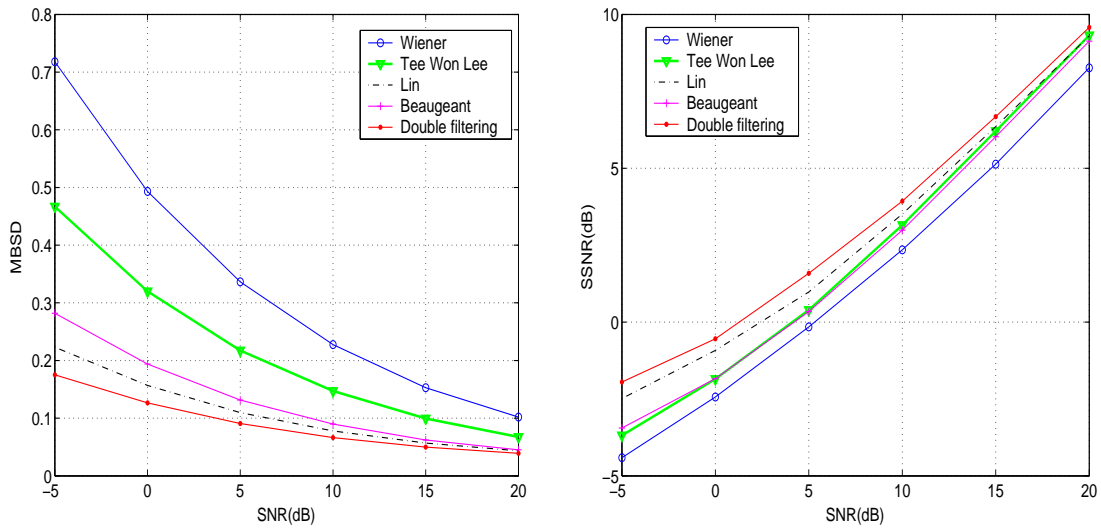 0.8
0.7
0.6
0.5
0.4
0.3
0.2
0.1
0
MBSD
−5
0
5
10
15
20
SNR(dB)
Wiener
Tee Won Lee
Lin
Beaugeant
Double filtering
10
5
0
−5
SSNR(dB)
−5
0
5
10
15
20
SNR(dB)
Wiener
Tee Won Lee
Lin
Beaugeant
Double filtering